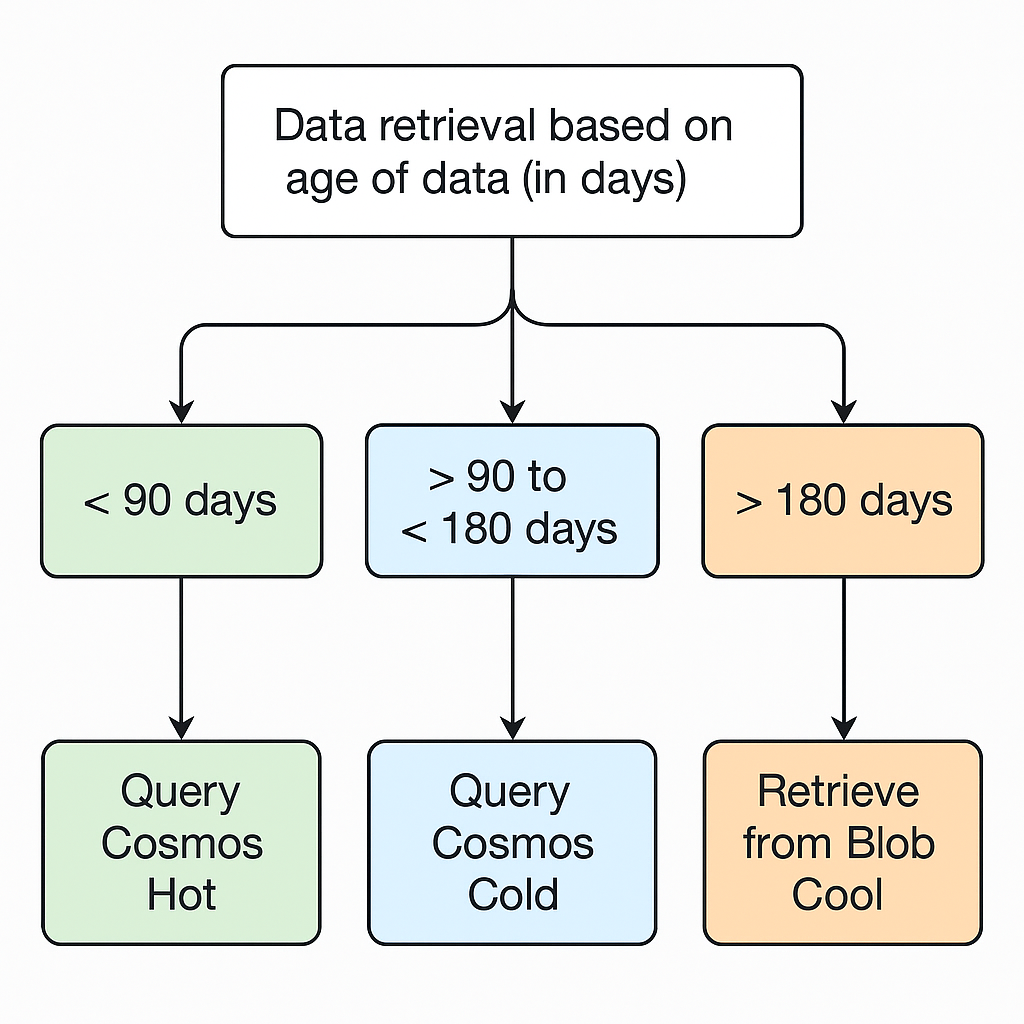 Data retrieval based on
age of data (in days)
< 90 days
> 90 to
< 180 days
> 180 days
Query
Cosmos
Hot
Query
Cosmos
Cold
Retrieve
from Blob
Cool